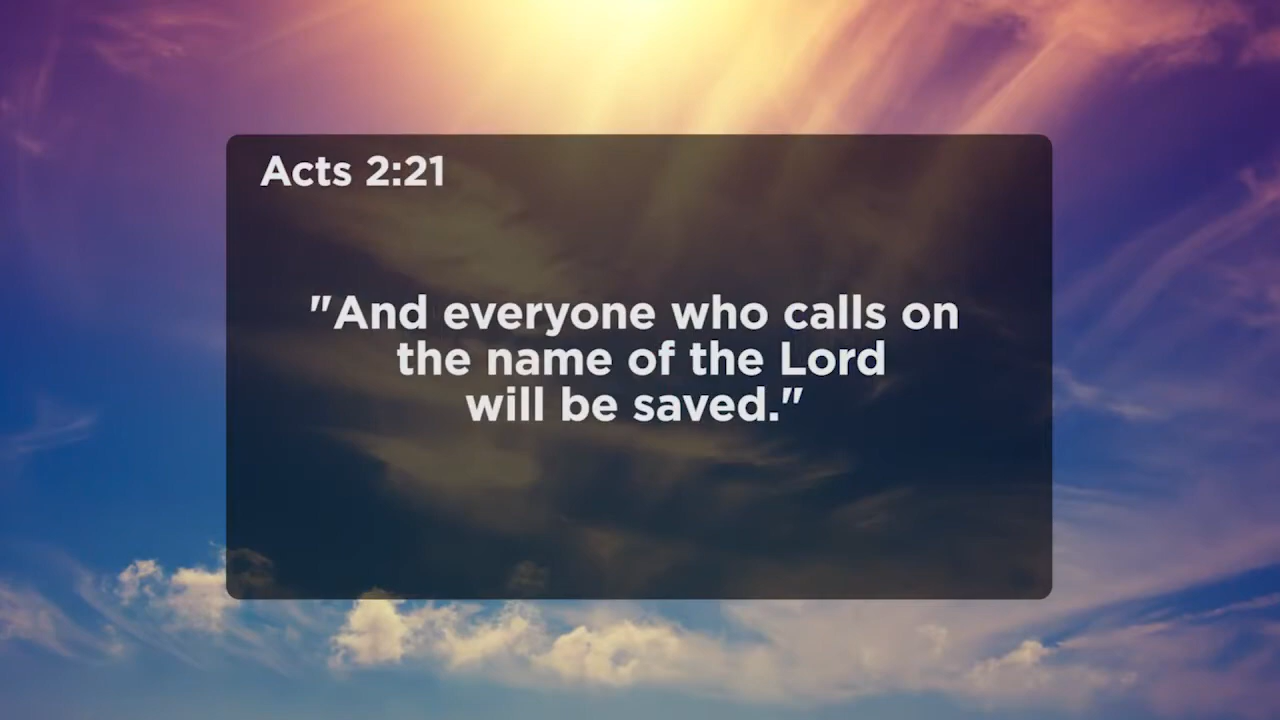 Acts 2:21
"And everyone who calls on
the name of the Lord
will be saved."